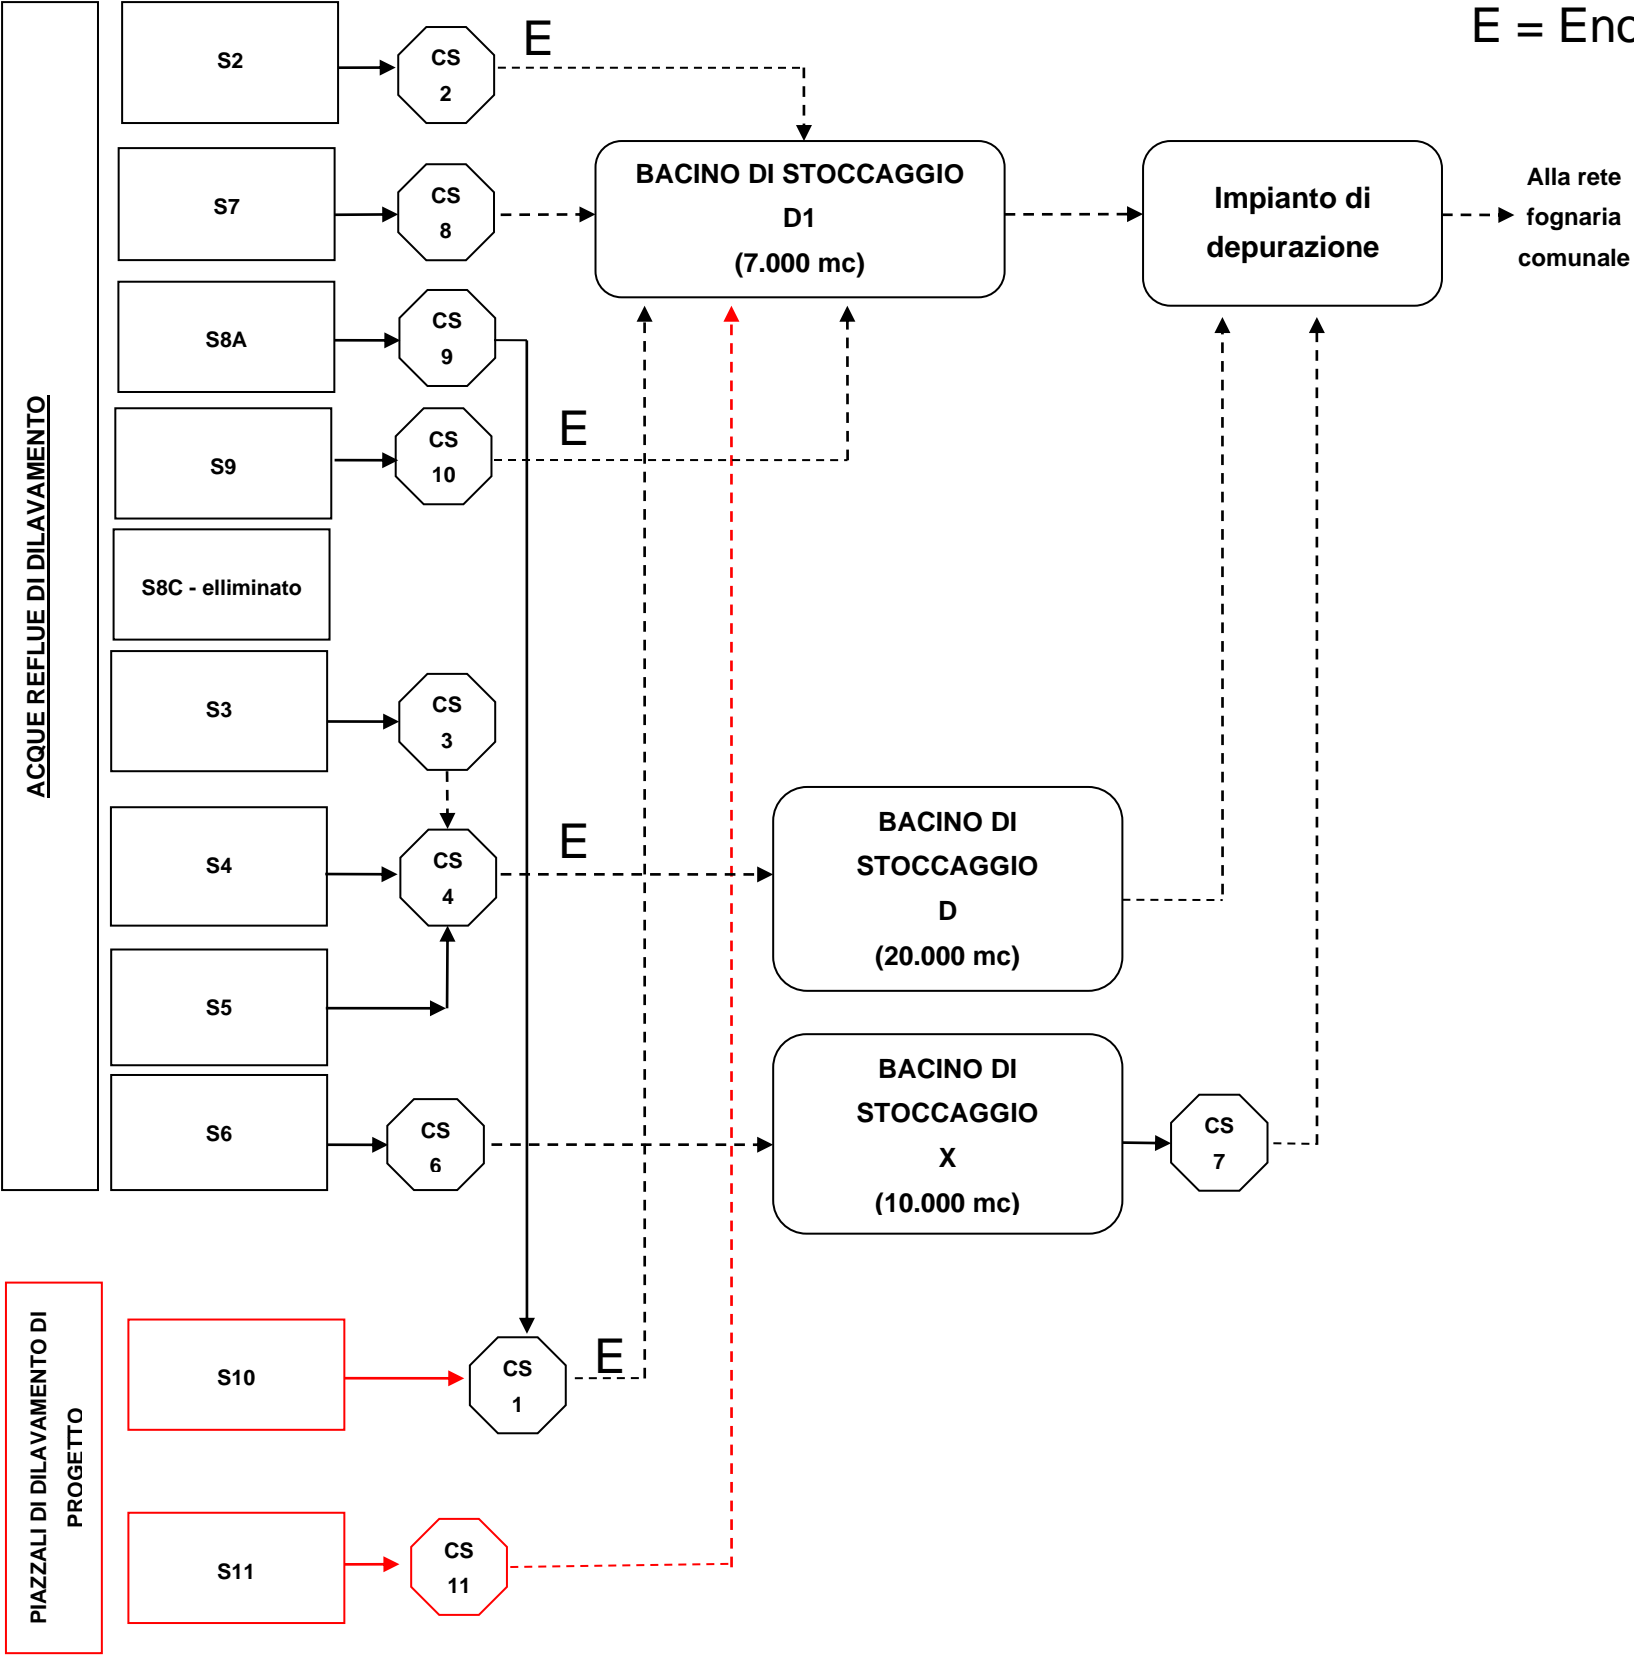 E = Enc
S2
CS
2
E
S7
CS
8
BACINO DI STOCCAGGIO
D1
(7.000 mc)
Impianto di
depurazione
Alla rete
fognaria
comunale
S8A
CS
9
ACQUE REFLUE DI DILAVAMENTO
S9
CS
10
E
S8C - elliminato
S3
CS
3
S4
CS
4
E
BACINO DI
STOCCAGGIO
D
(20.000 mc)
S5
S6
CS
6
BACINO DI
STOCCAGGIO
X
(10.000 mc)
CS
7
PIAZZALI DI DILAVAMENTO DI
PROGETTO
S10
CS
1
E
S11
CS
11